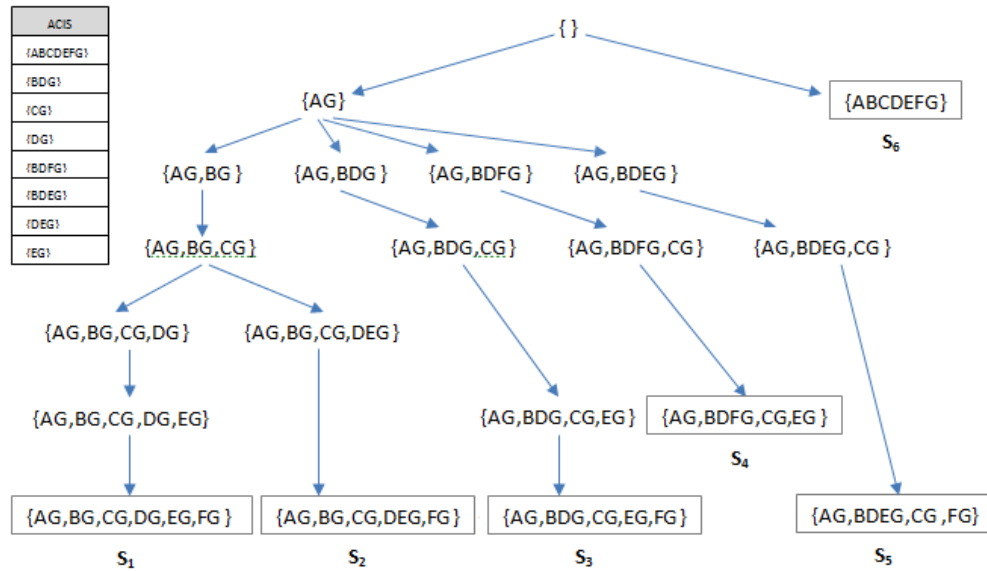 ACIS
{ABCDEFG}
{BDG}
{CG}
{DG}
{BDFG}
{BDEG}
{DEG}
{EG}
{ }
{AG}
{ABCDEFG}
S6
{AG,BG }
{AG,BDG }
{AG,BDFG}
{AG,BDEG}
{AG,BG,CG}
{AG,BDG,CG}
{AG,BDFG,CG}
{AG,BDEG,CG}
{AG,BG,CG,DG}
{AG,BG,CG,DEG}
{AG,BG,CG,DG,EG}
{AG,BDG,CG,EG}
{AG,BDFG,CG,EG }
S4
{AG,BG,CG,DG,EG,FG }
{AG,BG,CG,DEG,FG}
{AG,BDG,CG,EG,FG}
{AG,BDEG,CG ,FG}
S1
S2
S3
S5